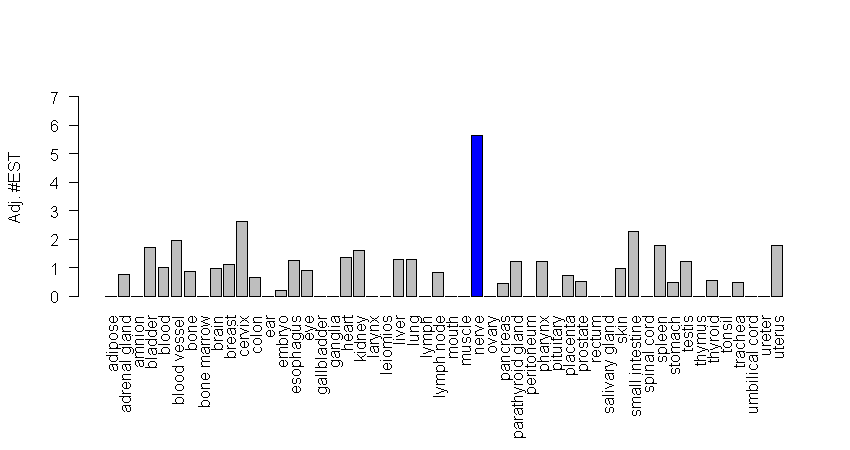 7
6
5
4
3
2
1
0
Adj. #EST
adipose
adrenal gland
amnion
bladder
blood
blood vessel
bone
bone marrow
brain
breast
cervix
colon
ear
embryo
esophagus
eye
gallbladder
ganglia
heart
kidney
larynx
leiomios
liver
lung
lymph
lymph node
mouth
muscle
nerve
ovary
pancreas
parathyroid gland
peritoneum
pharynx
pituitary
placenta
prostate
rectum
salivary gland
skin
small intestine
spinal cord
spleen
stomach
testis
thymus
thyroid
tonsil
trachea
umbilical cord
ureter
uterus